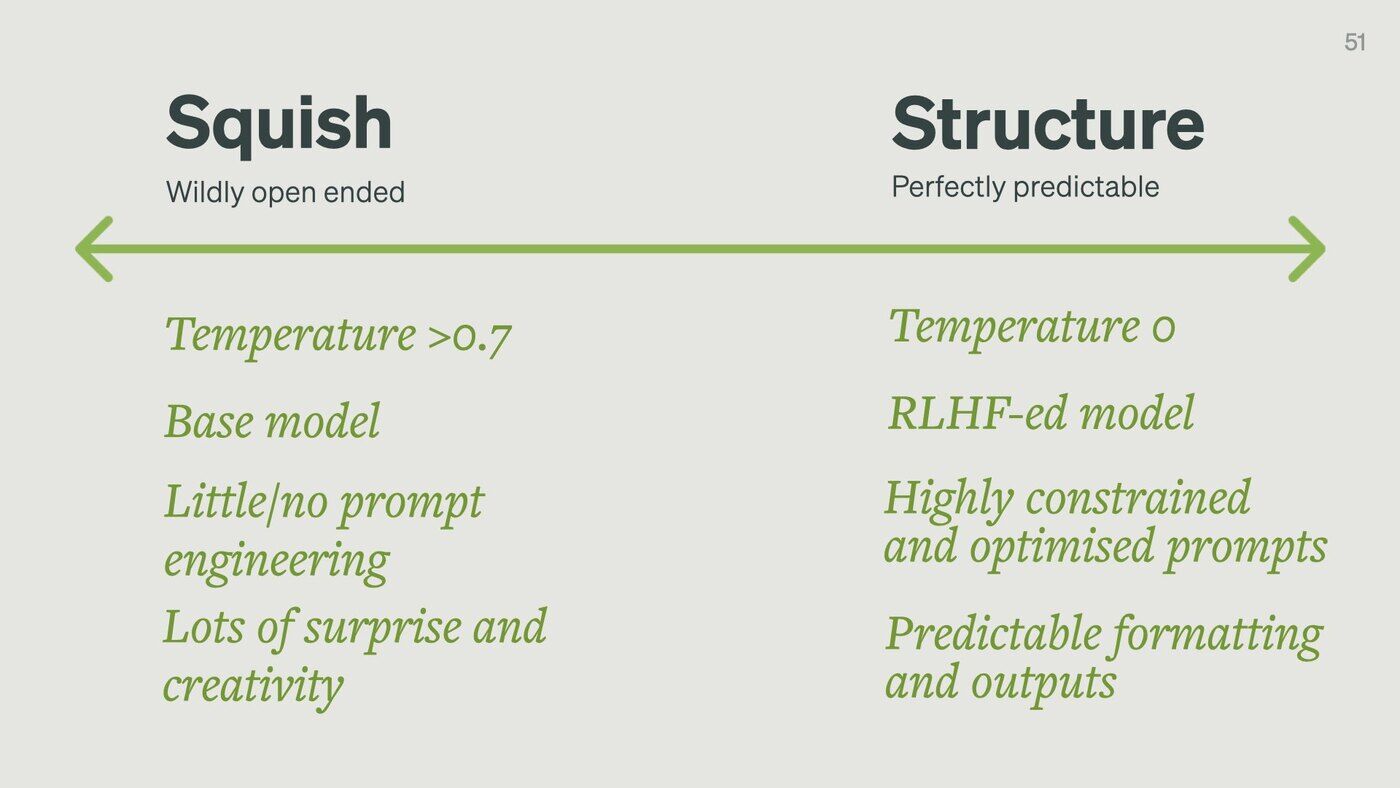 51
Squish
Wildly open ended
Structure
Perfectly predictable
Temperature >0.7
Base model
Little/no prompt
engineering
Lots of surprise and
creativity
Temperature 0
RLHF-ed model
Highly constrained
and optimised prompts
Predictable formatting
and outputs